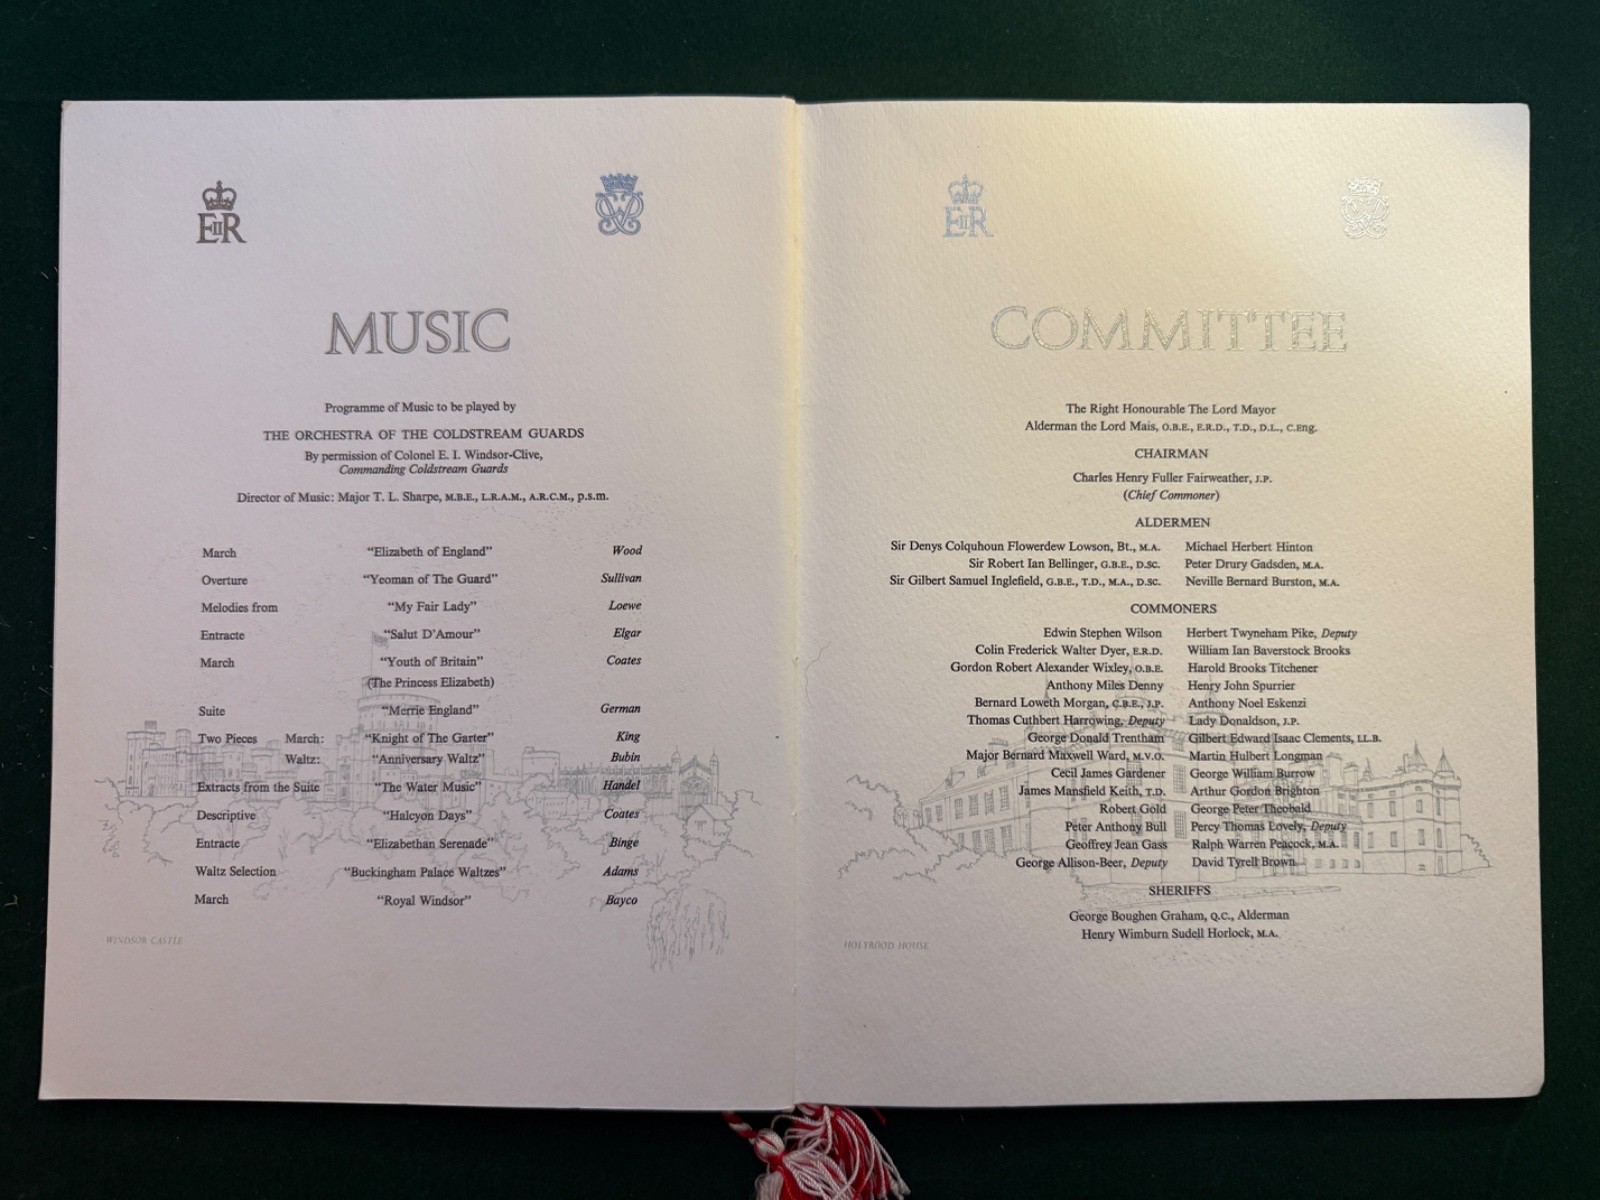 EIIR
MUSIC
Programme of Music to be played by
THE ORCHESTRA OF THE COLDSTREAM GUARDS
By permission of Colonel E. I. Windsor-Clive,
Commanding Coldstream Guards
Director of Music: Major T. L. Sharpe, M.B.E., L.R.A.M., A.R.C.M., p.s.m.
March "Elizabeth of England" Wood
Overture "Yeoman of The Guard" Sullivan
Melodies from "My Fair Lady" Loewe
Entracte "Salut D'Amour" Elgar
March "Youth of Britain" Coates
(The Princess Elizabeth)
Suite "Merrie England" German
Two Pieces March: "Knight of The Garter" King
Waltz: "Anniversary Waltz" Bubin
Extracts from the Suite "The Water Music" Handel
Descriptive "Halcyon Days" Coates
Entracte "Elizabethan Serenade" Binge
Waltz Selection "Buckingham Palace Waltzes" Adams
March "Royal Windsor" Bayco
WINDSOR CASTLE
EIIR
COMMITTEE
The Right Honourable The Lord Mayor
Alderman the Lord Mais, O.B.E., E.R.D., T.D., D.L., C.Eng.
CHAIRMAN
Charles Henry Fuller Fairweather, J.P.
(Chief Commoner)
ALDERMEN
Sir Denys Colquhoun Flowerdew Lowson, Bt., M.A. Michael Herbert Hinton
Sir Robert Ian Bellinger, G.B.E., D.SC. Peter Drury Gadsden, M.A.
Sir Gilbert Samuel Inglefield, G.B.E., T.D., M.A., D.SC. Neville Bernard Burston, M.A.
COMMONERS
Edwin Stephen Wilson Herbert Twyneham Pike, Deputy
Colin Frederick Walter Dyer, E.R.D. William Ian Baverstock Brooks
Gordon Robert Alexander Wixley, O.B.E. Harold Brooks Titchener
Anthony Miles Denny Henry John Spurrier
Bernard Loweth Morgan, C.B.E., J.P. Anthony Noel Eskenzi
Thomas Cuthbert Harrowing, Deputy Lady Donaldson, J.P.
George Donald Trentham Gilbert Edward Isaac Clements, LL.B.
Major Bernard Maxwell Ward, M.V.O. Martin Hulbert Longman
Cecil James Gardener George William Burrow
James Mansfield Keith, T.D. Arthur Gordon Brighton
Robert Gold George Peter Theobald
Peter Anthony Bull Percy Thomas Lovely, Deputy
Geoffrey Jean Gass Ralph Warren Peacock, M.A.
George Allison-Beer, Deputy David Tyrell Brown
SHERIFFS
George Boughen Graham, Q.C., Alderman
Henry Wimburn Sudell Horlock, M.A.
HOLYROOD HOUSE